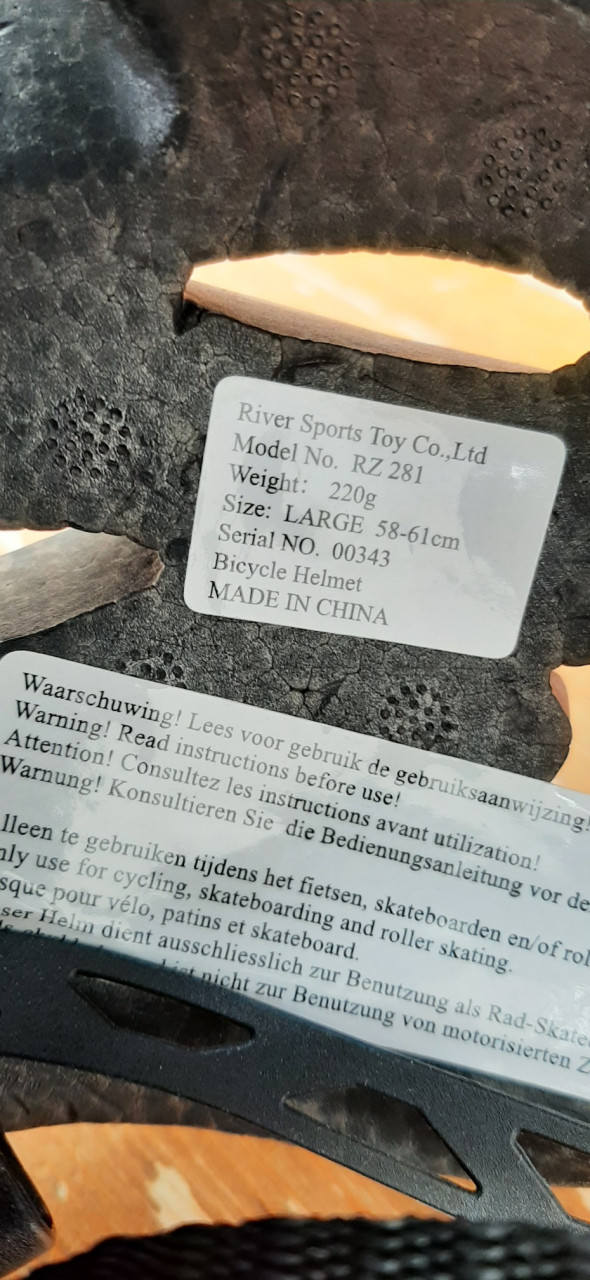 River Sports Toy Co.,Ltd
Model No. RZ 281
Weight: 220g
Size: LARGE 58-61cm
Serial NO. 00343
Bicycle Helmet
MADE IN CHINA
Waarschuwing! Lees voor gebruik de gebruiksaanwijzing!
Warning! Read instructions before use!
Attention! Consultez les instructions avant utilization!
Warnung! Konsultieren Sie die Bedienungsanleitung vor de
lleen te gebruiken tijdens het fietsen, skateboarden en/of rol
nly use for cycling, skateboarding and roller skating.
sque pour vélo, patins et skateboard.
ser Helm dient ausschliesslich zur Benutzung als Rad-Skate
ist nicht zur Benutzung von motorisierten Z